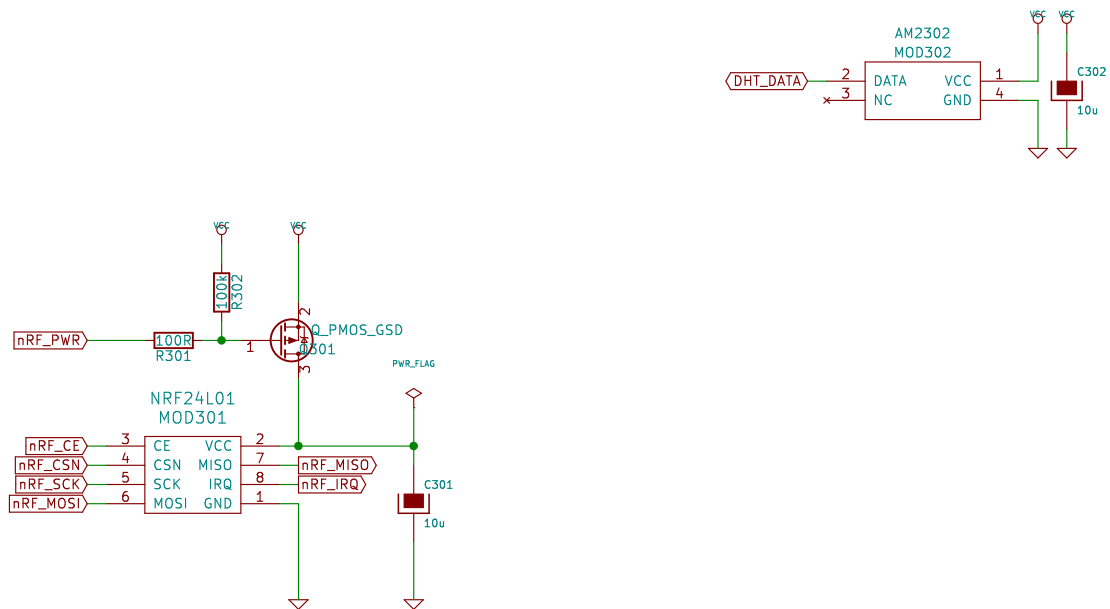 VCC VCC
AM2302
MOD302
DHT_DATA 2 DATA VCC 1
3 NC GND 4
C302
10u
VCC VCC
100k
R302
nRF_PWR 100R
R301
1
2
Q_PMOS_GSD
Q301
3
PWR_FLAG
NRF24L01
MOD301
nRF_CE 3 CE VCC 2
nRF_CSN 4 CSN MISO 7 nRF_MISO
nRF_SCK 5 SCK IRQ 8 nRF_IRQ
nRF_MOSI 6 MOSI GND 1
C301
10u